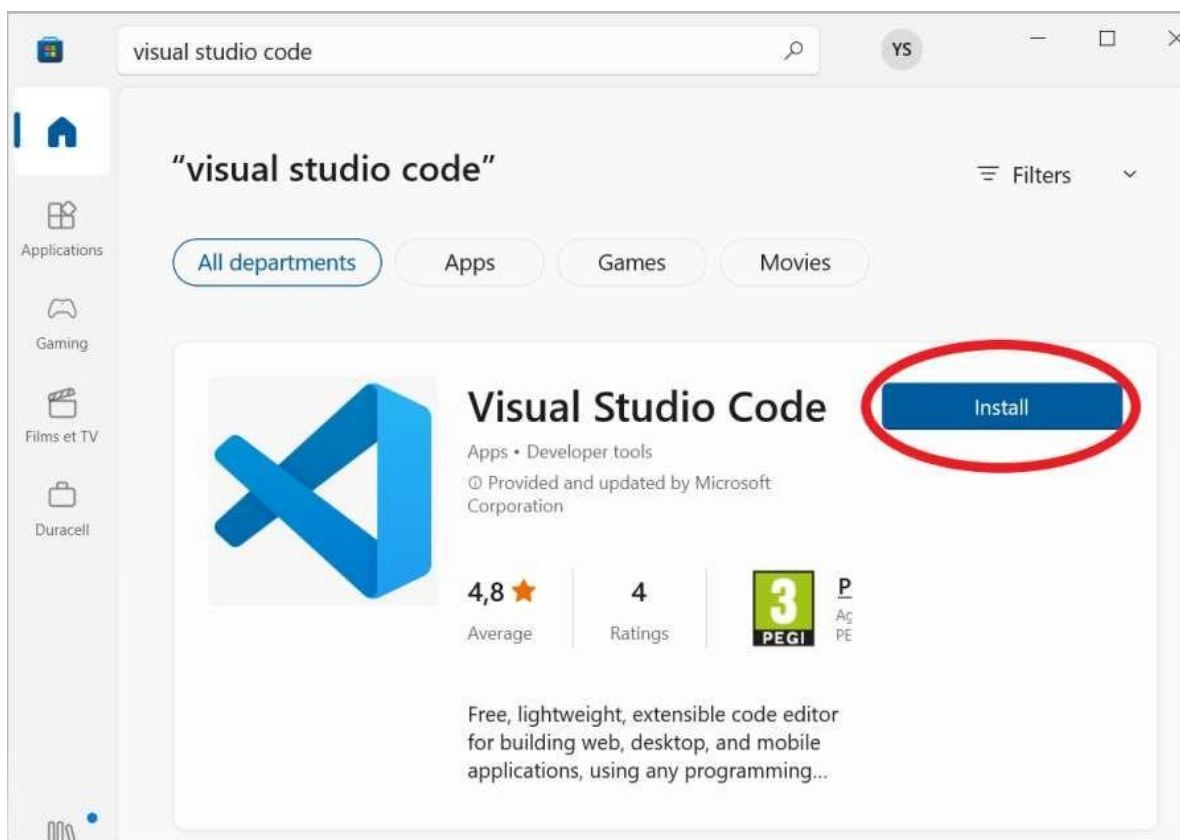 visual studio code
YS
“visual studio code”
Filters
Applications
All departments
Apps
Games
Movies
Gaming
Films et TV
Duracell
Visual Studio Code
Install
Apps • Developer tools
Provided and updated by Microsoft
Corporation
4,8
4
3
P
Average
Ratings
PEGI
Ag
PE
Free, lightweight, extensible code editor
for building web, desktop, and mobile
applications, using any programming...